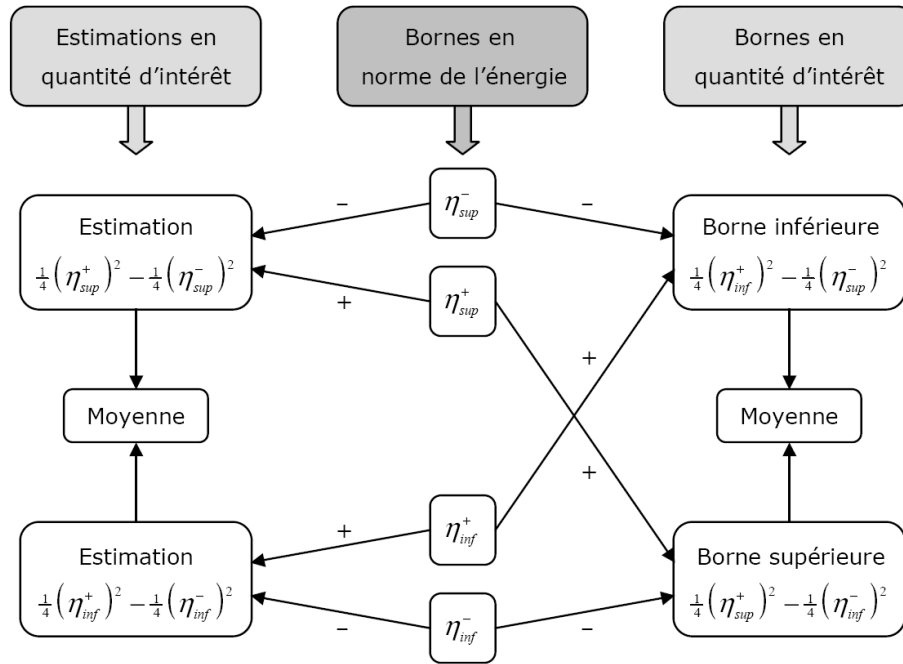 Estimations en
quantité d'intérêt
Bornes en
norme de l'énergie
Bornes en
quantité d'intérêt
– η⁻sup –
Estimation
¼(η⁺sup)² – ¼(η⁻sup)²
Borne inférieure
¼(η⁺inf)² – ¼(η⁻sup)²
+ η⁺sup
+
Moyenne
Moyenne
+
+ η⁺inf
Estimation
¼(η⁺inf)² – ¼(η⁻inf)²
Borne supérieure
¼(η⁺sup)² – ¼(η⁻inf)²
– η⁻inf –